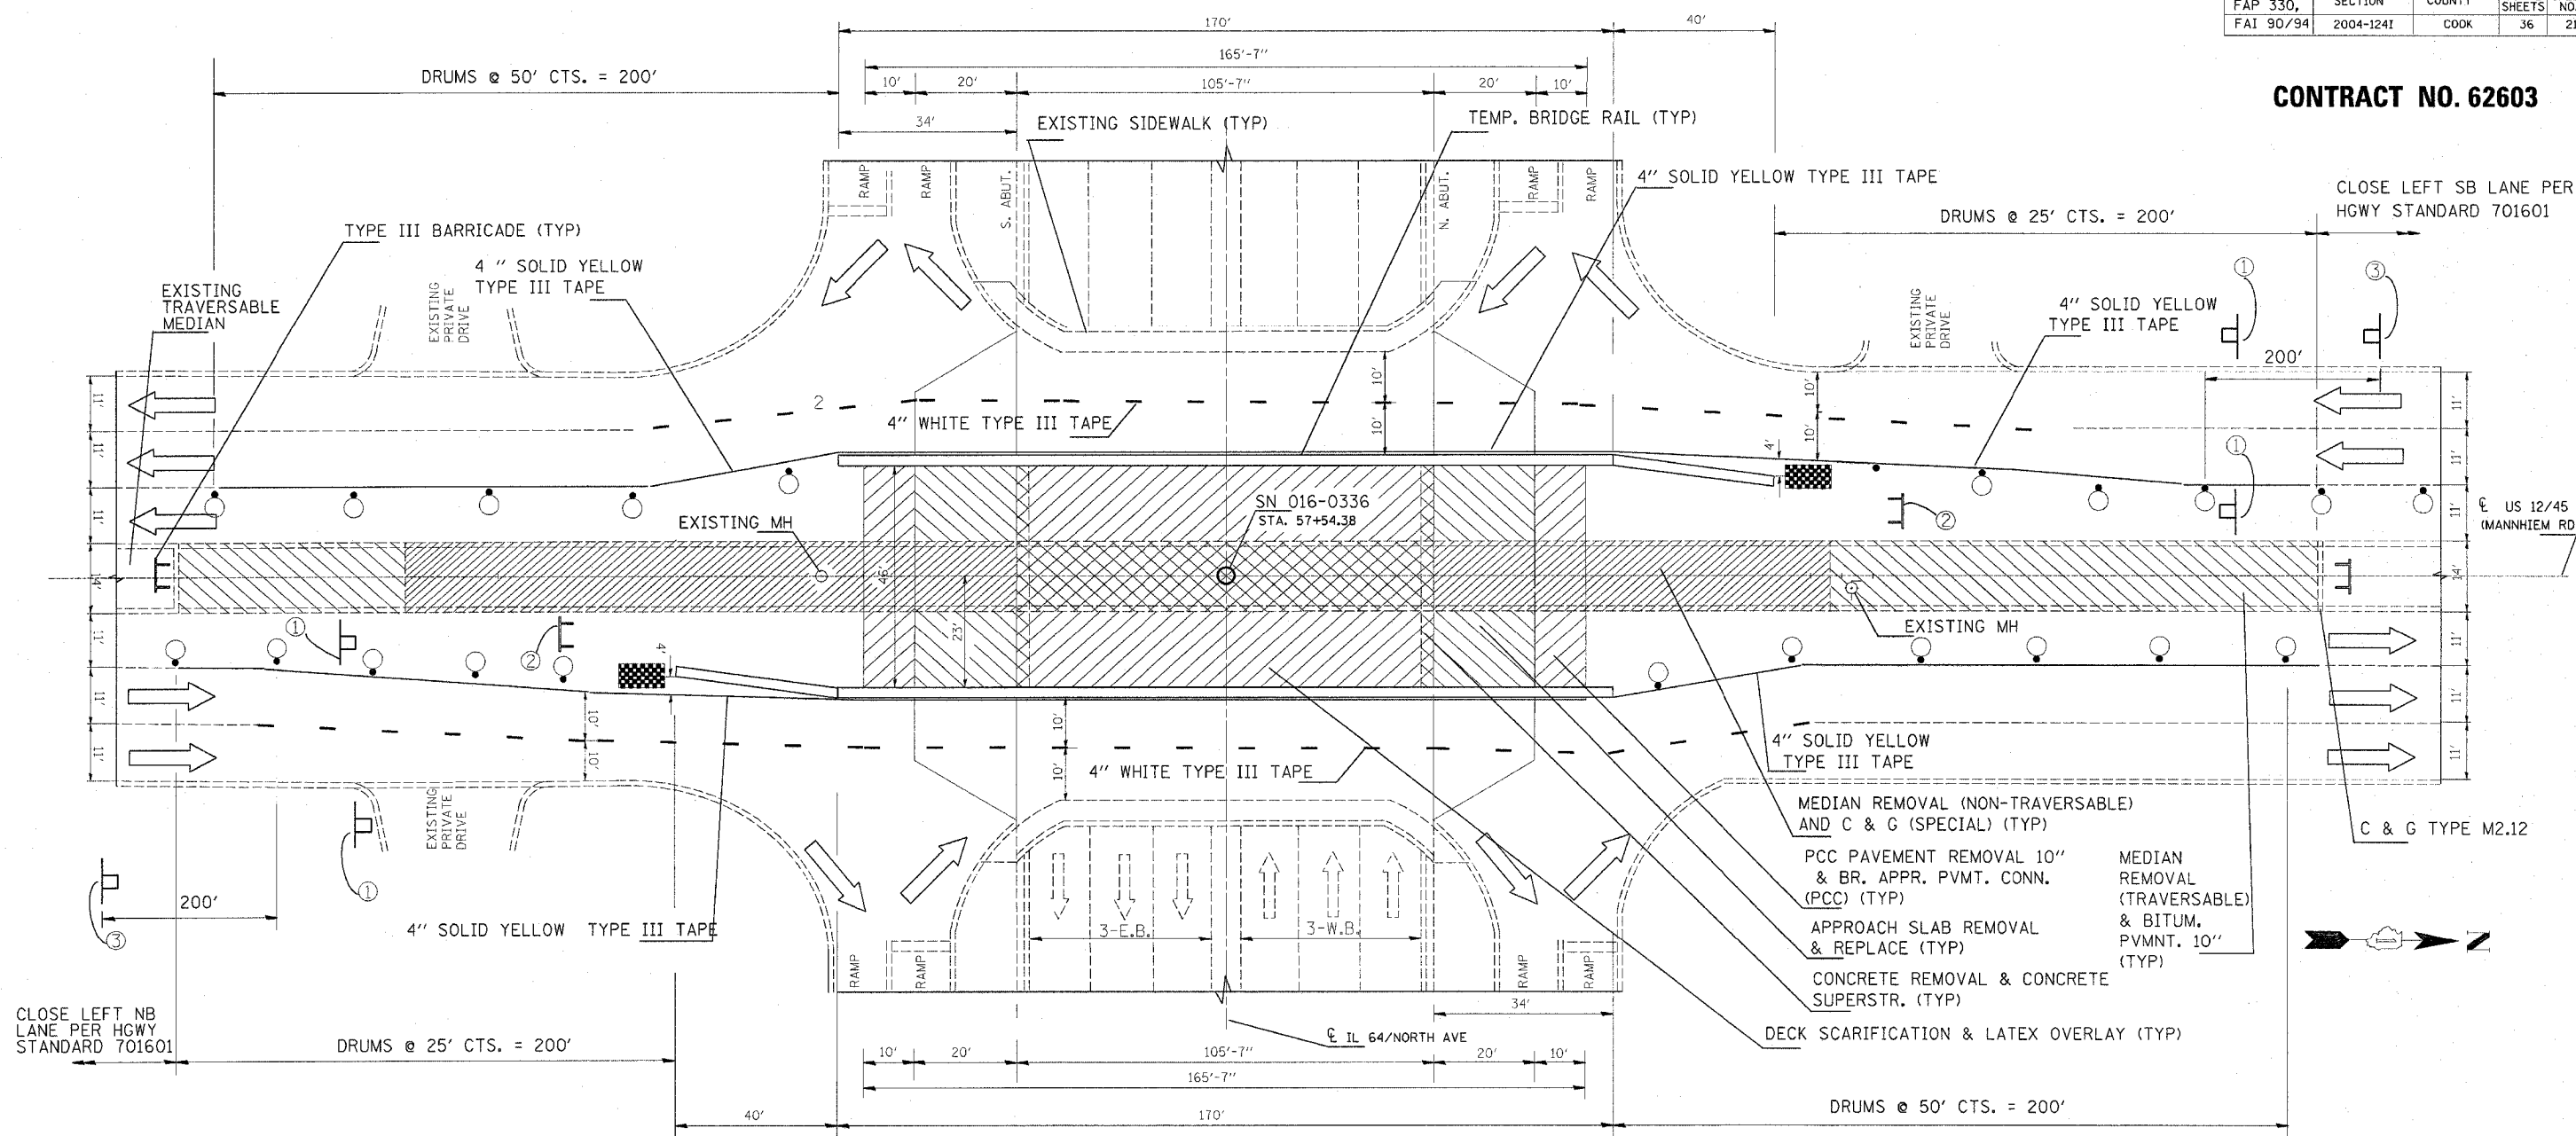 FAP 330,
SECTION
COUNTY
SHEETS
NO.
FAI 90/94
2004-124I
COOK
36
21
CONTRACT NO. 62603
170'
40'
165'-7"
DRUMS @ 50' CTS. = 200'
10'
20'
105'-7"
20'
10'
34'
EXISTING SIDEWALK (TYP)
TEMP. BRIDGE RAIL (TYP)
4" SOLID YELLOW TYPE III TAPE
CLOSE LEFT SB LANE PER
HGWY STANDARD 701601
DRUMS @ 25' CTS. = 200'
RAMP
RAMP
S. ABUT.
N. ABUT.
RAMP
RAMP
TYPE III BARRICADE (TYP)
4 " SOLID YELLOW
TYPE III TAPE
EXISTING
TRAVERSABLE
MEDIAN
EXISTING
PRIVATE
DRIVE
EXISTING
PRIVATE
DRIVE
4" SOLID YELLOW
TYPE III TAPE
1
3
200'
11'
11'
11'
14'
11'
11'
11'
2
4" WHITE TYPE III TAPE
10'
10'
10'
10'
4'
1
2
11'
11'
11'
14'
11'
11'
11'
℄ US 12/45
(MANNHIEM RD
SN 016-0336
STA. 57+54.38
EXISTING MH
46'
23'
EXISTING MH
1
2
4'
10'
10'
10'
10'
4" WHITE TYPE III TAPE
4" SOLID YELLOW
TYPE III TAPE
EXISTING
PRIVATE
DRIVE
1
3
200'
4" SOLID YELLOW TYPE III TAPE
MEDIAN REMOVAL (NON-TRAVERSABLE)
AND C & G (SPECIAL) (TYP)
C & G TYPE M2.12
PCC PAVEMENT REMOVAL 10"
& BR. APPR. PVMT. CONN.
(PCC) (TYP)
MEDIAN
REMOVAL
(TRAVERSABLE)
& BITUM.
PVMNT. 10"
(TYP)
APPROACH SLAB REMOVAL
& REPLACE (TYP)
CONCRETE REMOVAL & CONCRETE
SUPERSTR. (TYP)
DECK SCARIFICATION & LATEX OVERLAY (TYP)
3-E.B.
3-W.B.
RAMP
RAMP
RAMP
RAMP
N
CLOSE LEFT NB
LANE PER HGWY
STANDARD 701601
DRUMS @ 25' CTS. = 200'
34'
℄ IL 64/NORTH AVE
10'
20'
105'-7"
20'
10'
165'-7"
40'
170'
DRUMS @ 50' CTS. = 200'